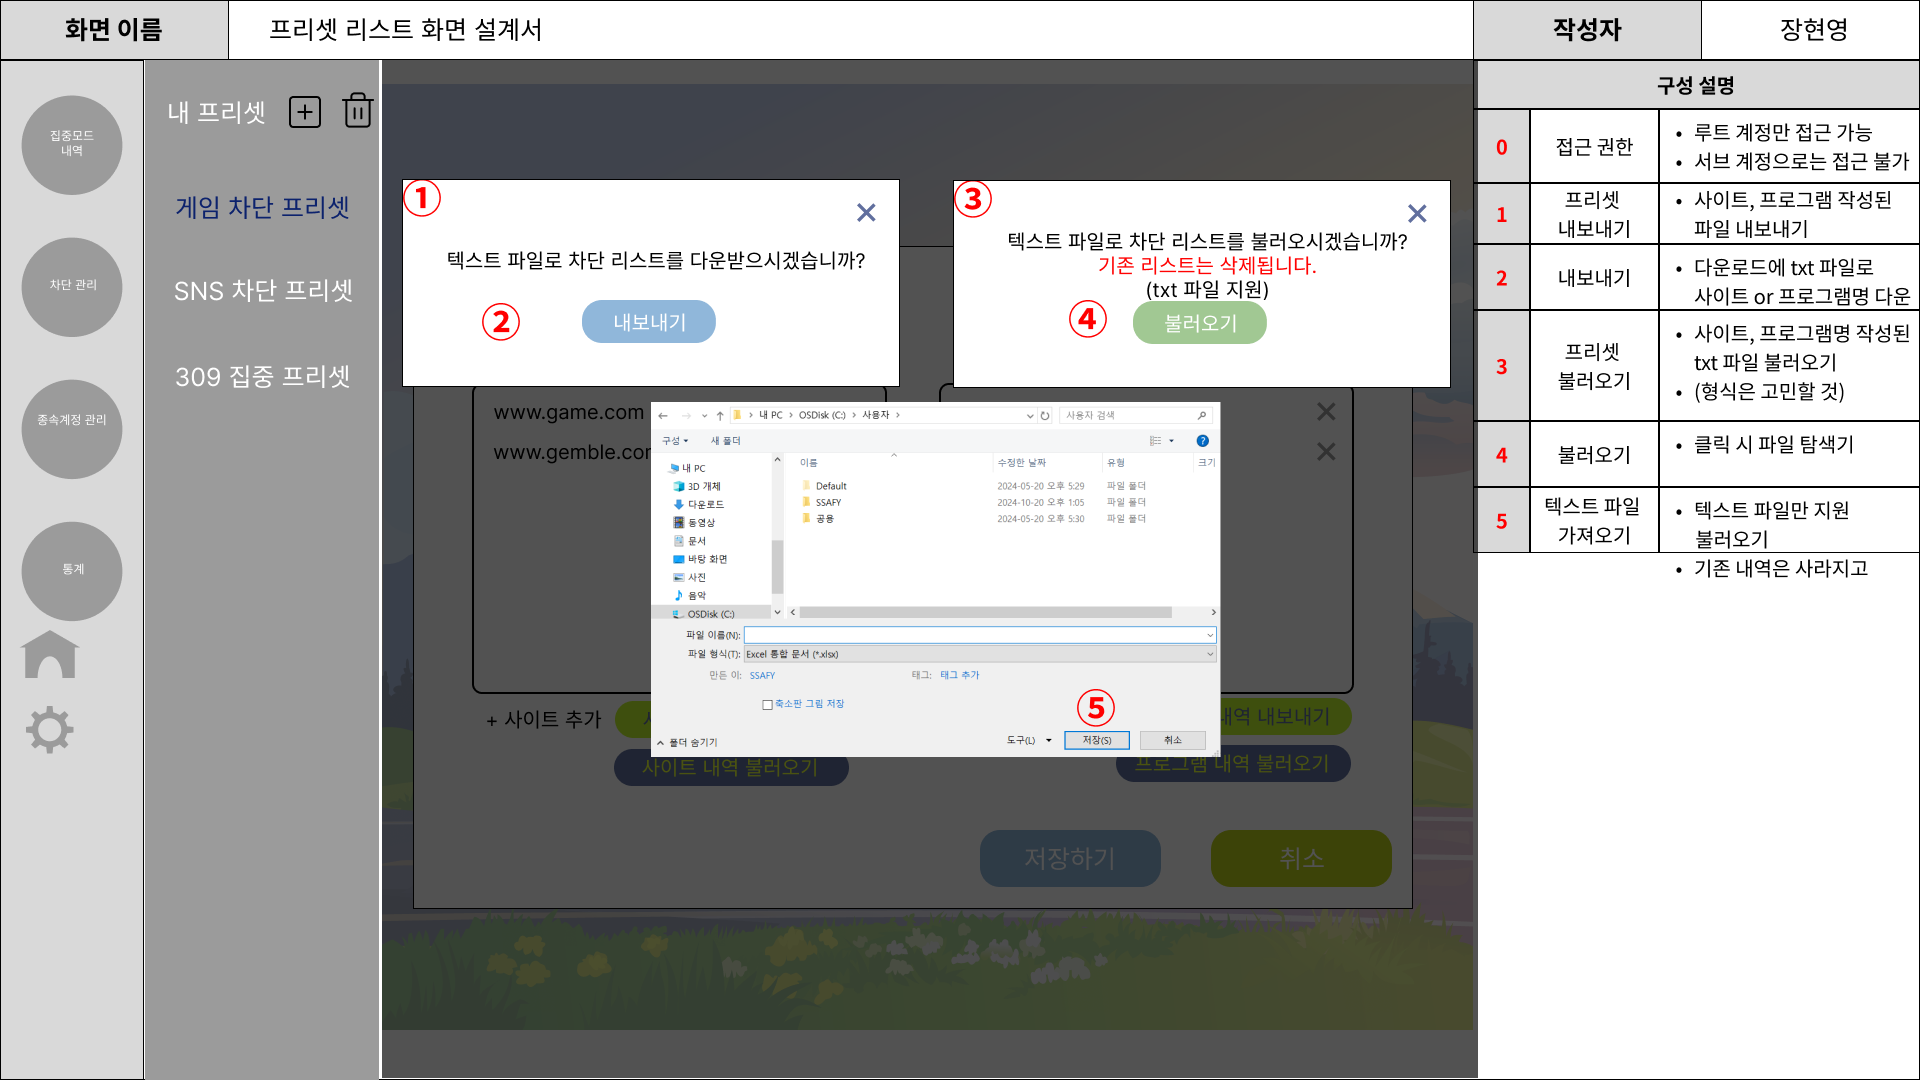 화면 이름
프리셋 리스트 화면 설계서
작성자
장현영
집중모드
내역
차단 관리
종속계정 관리
통계
내 프리셋
게임 차단 프리셋
SNS 차단 프리셋
309 집중 프리셋
①
텍스트 파일로 차단 리스트를 다운받으시겠습니까?
②
내보내기
③
텍스트 파일로 차단 리스트를 불러오시겠습니까?
기존 리스트는 삭제됩니다.
(txt 파일 지원)
④
불러오기
www.game.com
www.gemble.cor
내 PC > OSDisk (C:) > 사용자 >
사용자 검색
구성
새 폴더
내 PC
3D 개체
다운로드
동영상
문서
바탕 화면
사진
음악
OSDisk (C:)
이름 수정한 날짜 유형 크기
Default 2024-05-20 오후 5:29 파일 폴더
SSAFY 2024-10-20 오후 1:05 파일 폴더
공용 2024-05-20 오후 5:30 파일 폴더
파일 이름(N):
파일 형식(T): Excel 통합 문서 (*.xlsx)
만든 이: SSAFY
태그: 태그 추가
축소판 그림 저장
⑤
폴더 숨기기
도구(L)
저장(S)
취소
+ 사이트 추가
내역 내보내기
사이트 내역 불러오기
프로그램 내역 불러오기
저장하기
취소
구성 설명
0
접근 권한
• 루트 계정만 접근 가능
• 서브 계정으로는 접근 불가
1
프리셋
내보내기
• 사이트, 프로그램 작성된
파일 내보내기
2
내보내기
• 다운로드에 txt 파일로
사이트 or 프로그램명 다운
3
프리셋
불러오기
• 사이트, 프로그램명 작성된
txt 파일 불러오기
• (형식은 고민할 것)
4
불러오기
• 클릭 시 파일 탐색기
5
텍스트 파일
가져오기
• 텍스트 파일만 지원
불러오기
• 기존 내역은 사라지고